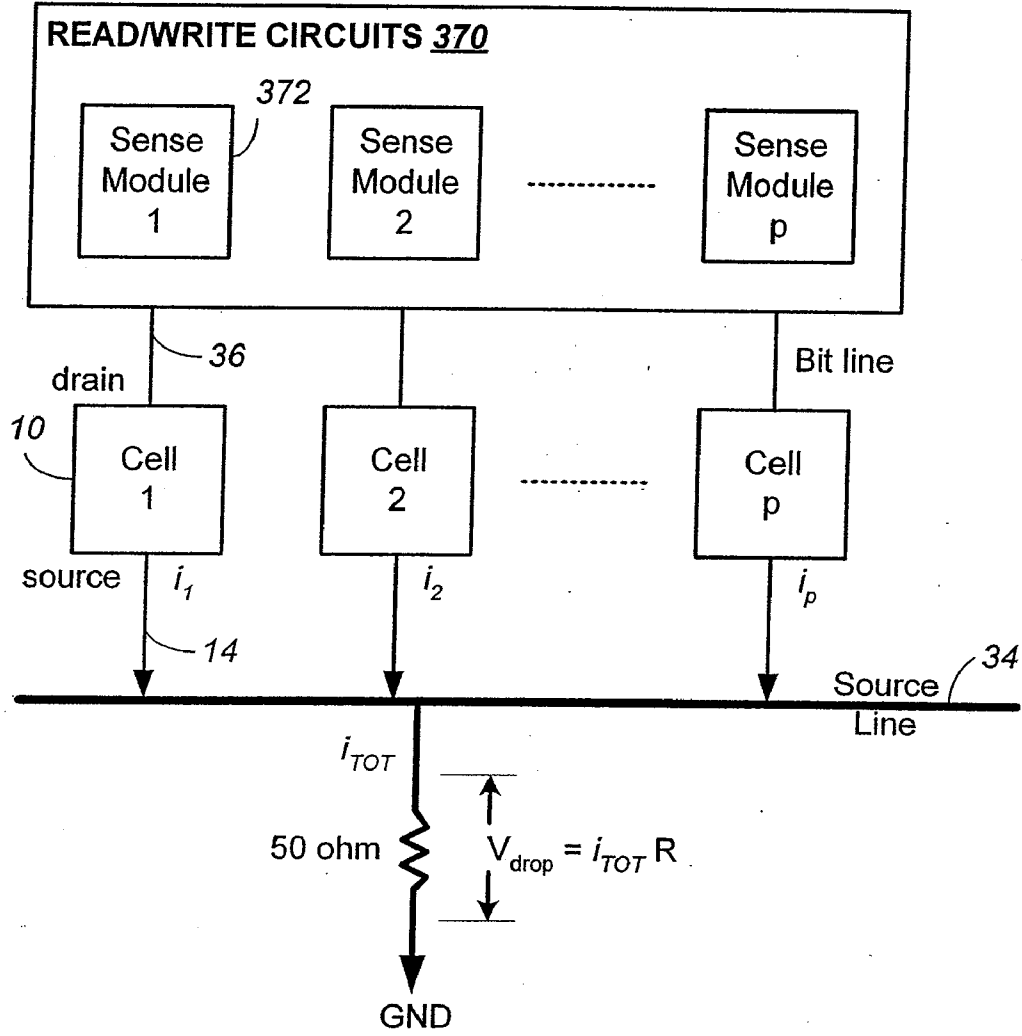 READ/WRITE CIRCUITS 370
372
Sense
Module
1
Sense
Module
2
Sense
Module
p
36
drain
Bit line
10
Cell
1
Cell
2
Cell
p
source
i1
i2
ip
14
34
Source
Line
iTOT
50 ohm
Vdrop = iTOT R
GND